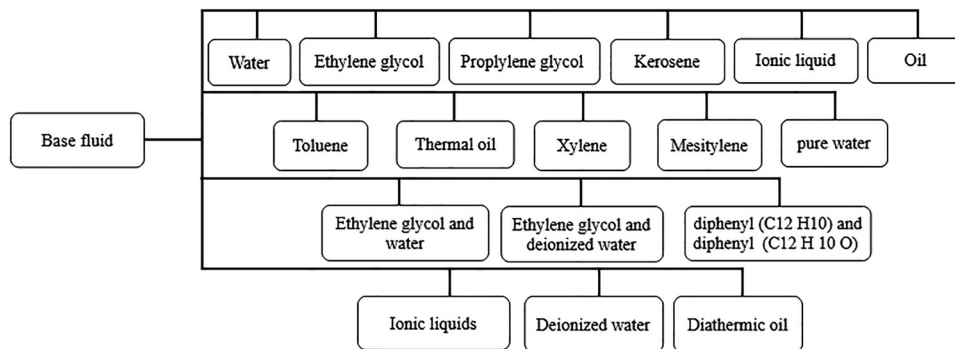 Water
Ethylene glycol
Proplylene glycol
Kerosene
Ionic liquid
Oil
Base fluid
Toluene
Thermal oil
Xylene
Mesitylene
pure water
Ethylene glycol and
water
Ethylene glycol and
deionized water
diphenyl (C12 H10) and
diphenyl (C12 H 10 O)
Ionic liquids
Deionized water
Diathermic oil